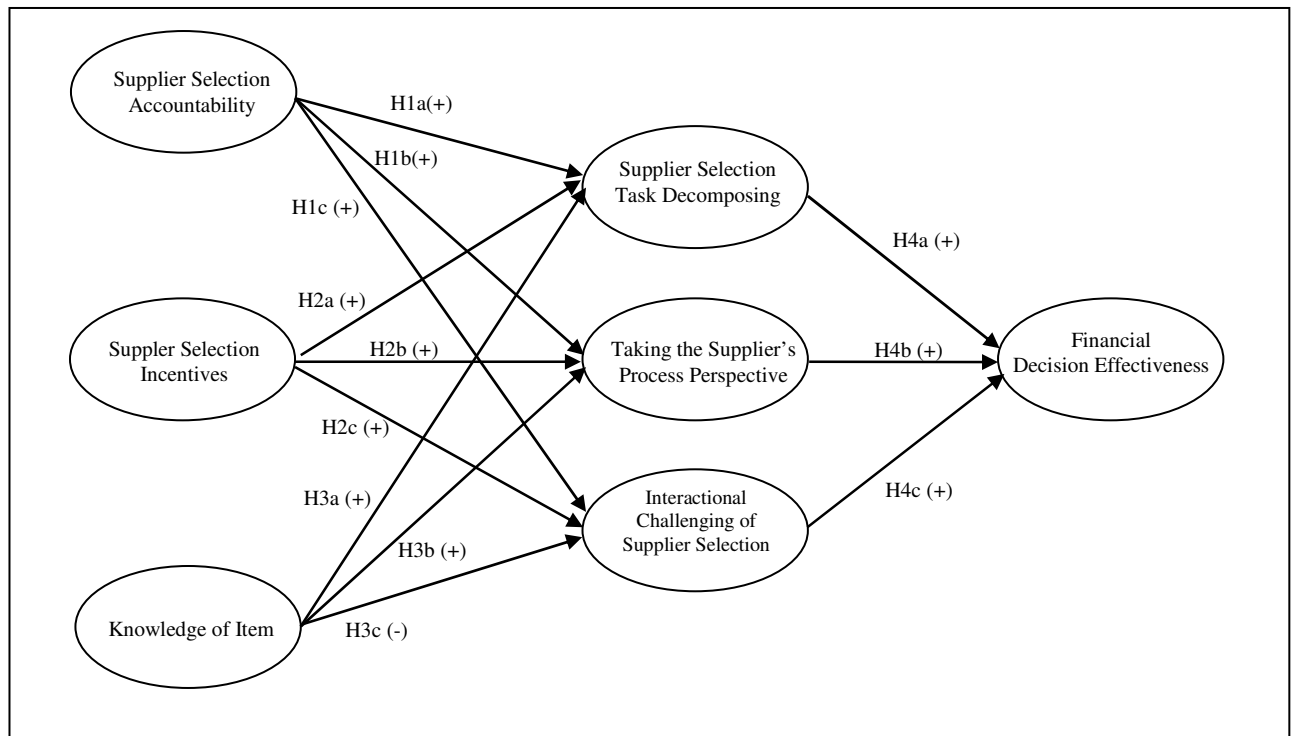 Supplier Selection
Accountability
H1a(+)
H1b(+)
H1c (+)
Supplier Selection
Task Decomposing
H4a (+)
Suppler Selection
Incentives
H2a (+)
H2b (+)
H2c (+)
Taking the Supplier's
Process Perspective
H4b (+)
Financial
Decision Effectiveness
Knowledge of Item
H3a (+)
H3b (+)
H3c (-)
Interactional
Challenging of
Supplier Selection
H4c (+)